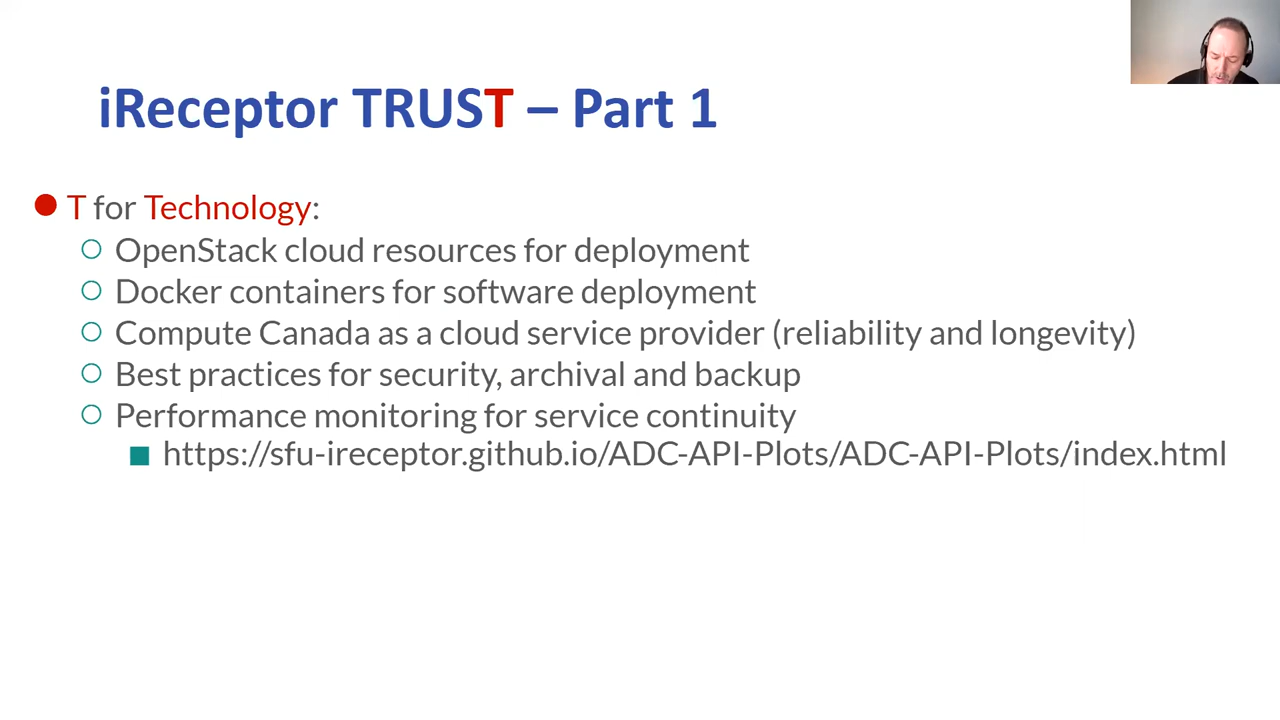 iReceptor TRUST – Part 1
T for Technology:
OpenStack cloud resources for deployment
Docker containers for software deployment
Compute Canada as a cloud service provider (reliability and longevity)
Best practices for security, archival and backup
Performance monitoring for service continuity
https://sfu-ireceptor.github.io/ADC-API-Plots/ADC-API-Plots/index.html